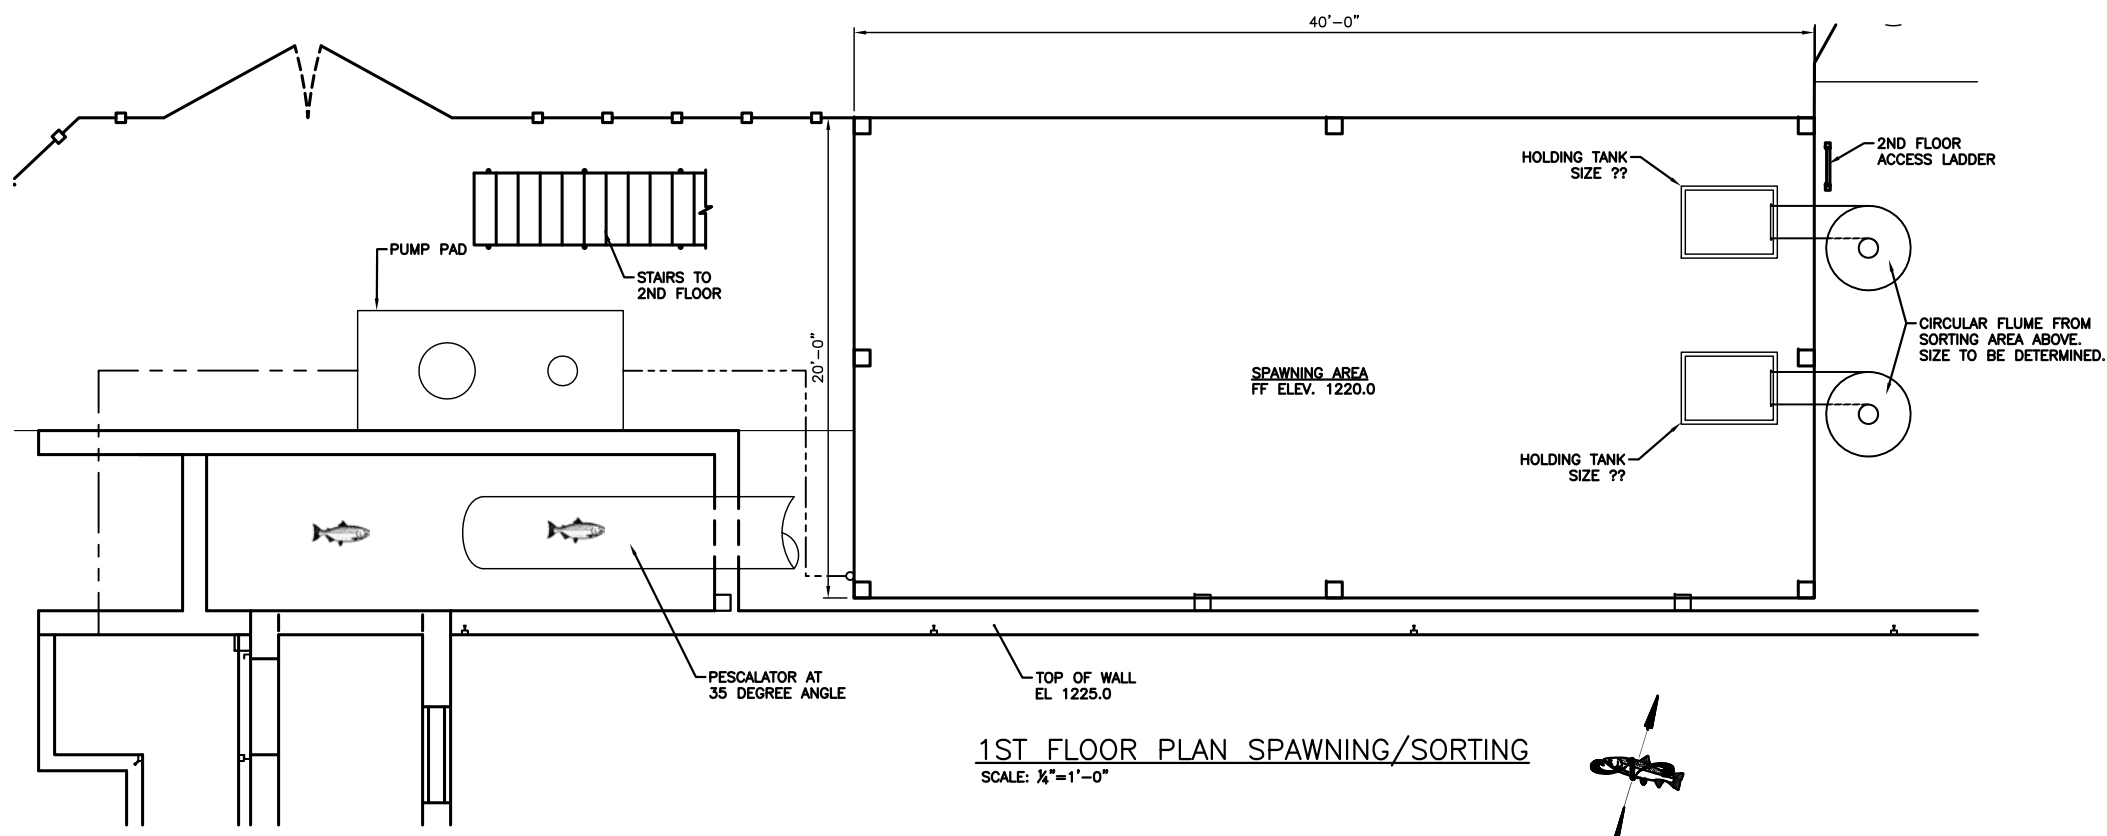 40'-0"
HOLDING TANK
SIZE ??
2ND FLOOR
ACCESS LADDER
PUMP PAD
STAIRS TO
2ND FLOOR
20'-0"
CIRCULAR FLUME FROM
SORTING AREA ABOVE.
SIZE TO BE DETERMINED.
SPAWNING AREA
FF ELEV. 1220.0
HOLDING TANK
SIZE ??
PESCALATOR AT
35 DEGREE ANGLE
TOP OF WALL
EL 1225.0
1ST FLOOR PLAN SPAWNING/SORTING
SCALE: ¼"=1'-0"